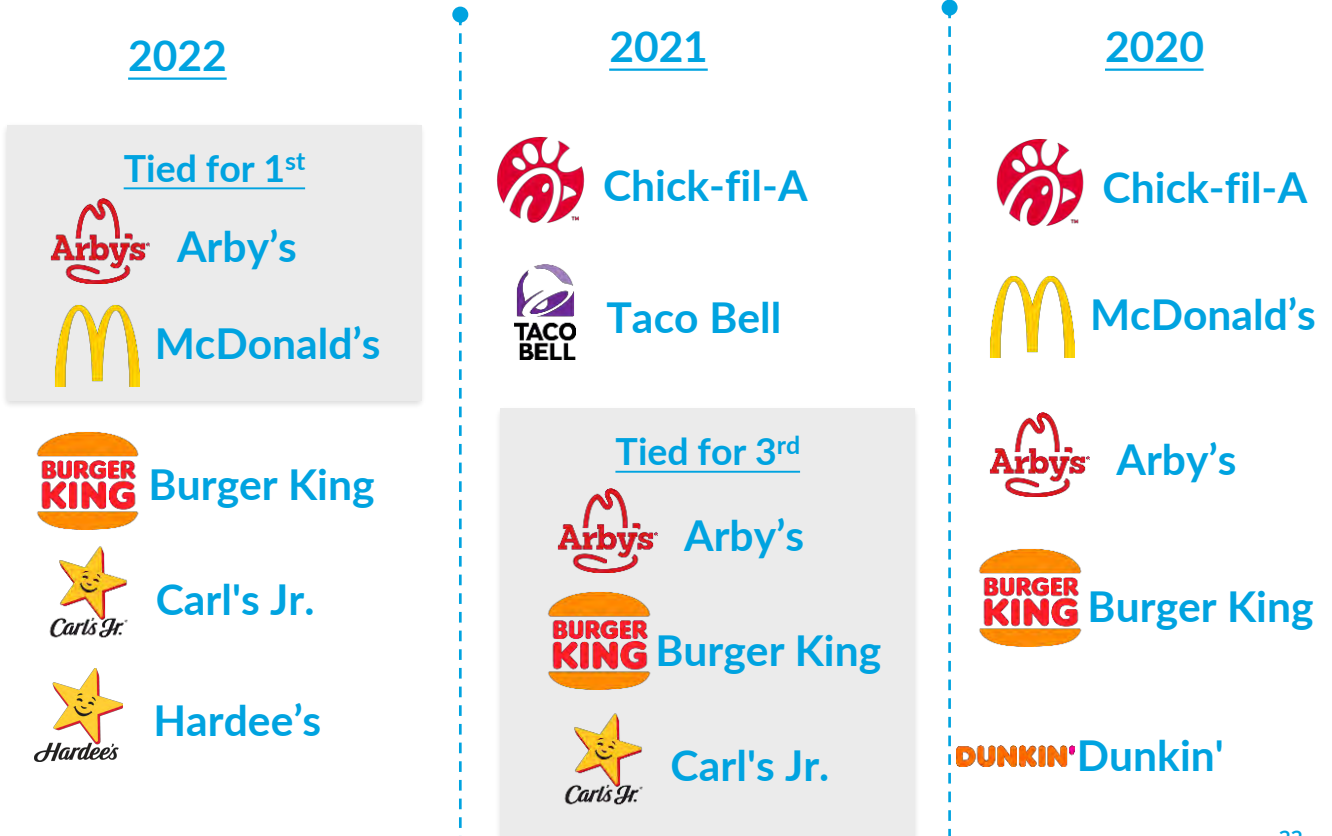 2022
Tied for 1st
Arby's Arby's
McDonald's
BURGER KING Burger King
Carl's Jr. Carl's Jr.
Hardee's Hardee's
2021
Chick-fil-A
TACO BELL Taco Bell
Tied for 3rd
Arby's Arby's
BURGER KING Burger King
Carl's Jr. Carl's Jr.
2020
Chick-fil-A
McDonald's
Arby's Arby's
BURGER KING Burger King
DUNKIN' Dunkin'